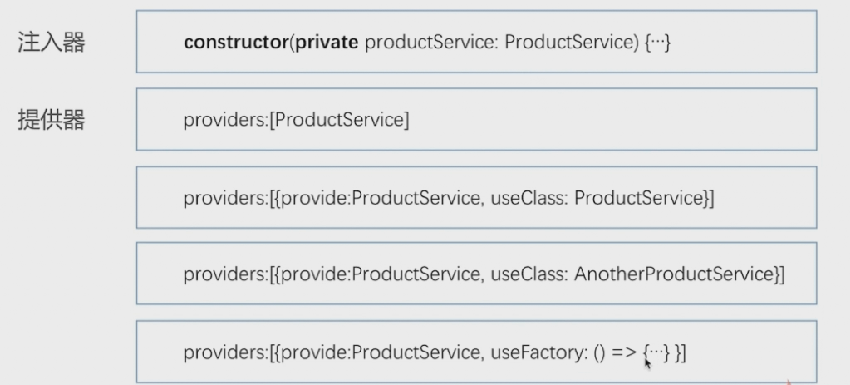 注入器
constructor(private productService: ProductService) {···}
提供器
providers:[ProductService]
providers:[{provide:ProductService, useClass: ProductService}]
providers:[{provide:ProductService, useClass: AnotherProductService}]
providers:[{provide:ProductService, useFactory: () => {···} }]